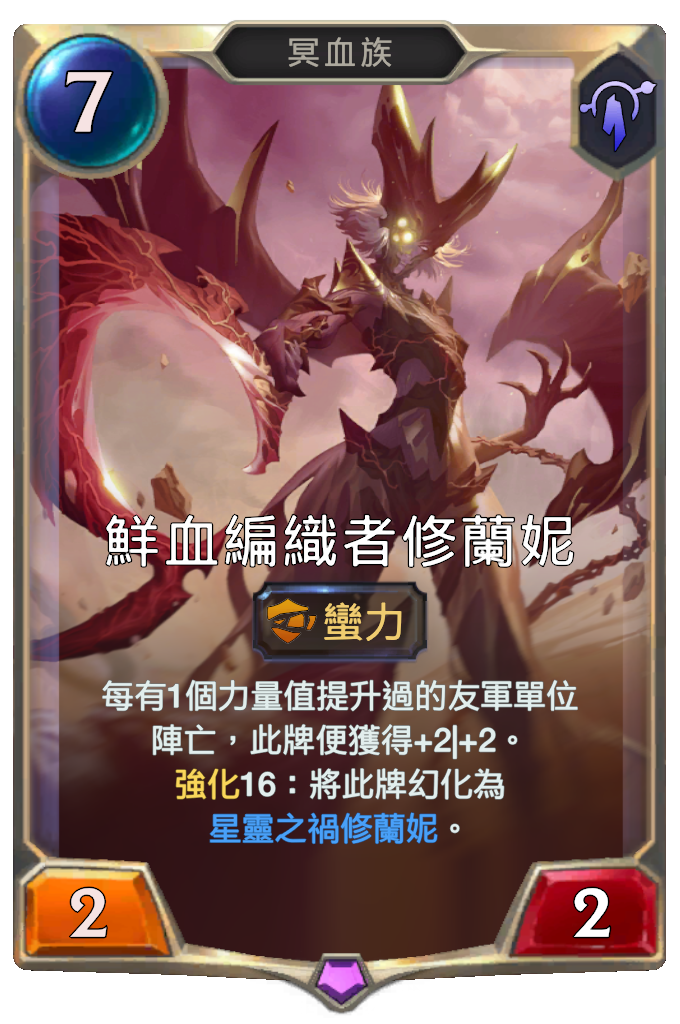 冥血族
7
鮮血編織者修蘭妮
蠻力
每有1個力量值提升過的友軍單位
陣亡，此牌便獲得+2|+2。
強化16：將此牌幻化為
星靈之禍修蘭妮。
2
2